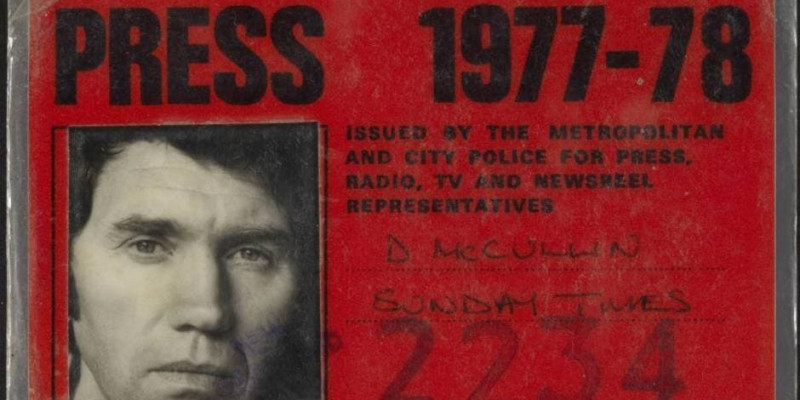 PRESS 1977-78
ISSUED BY THE METROPOLITAN
AND CITY POLICE FOR PRESS,
RADIO, TV AND NEWSREEL
REPRESENTATIVES
D McCULLIN
SUNDAY TIMES
2234